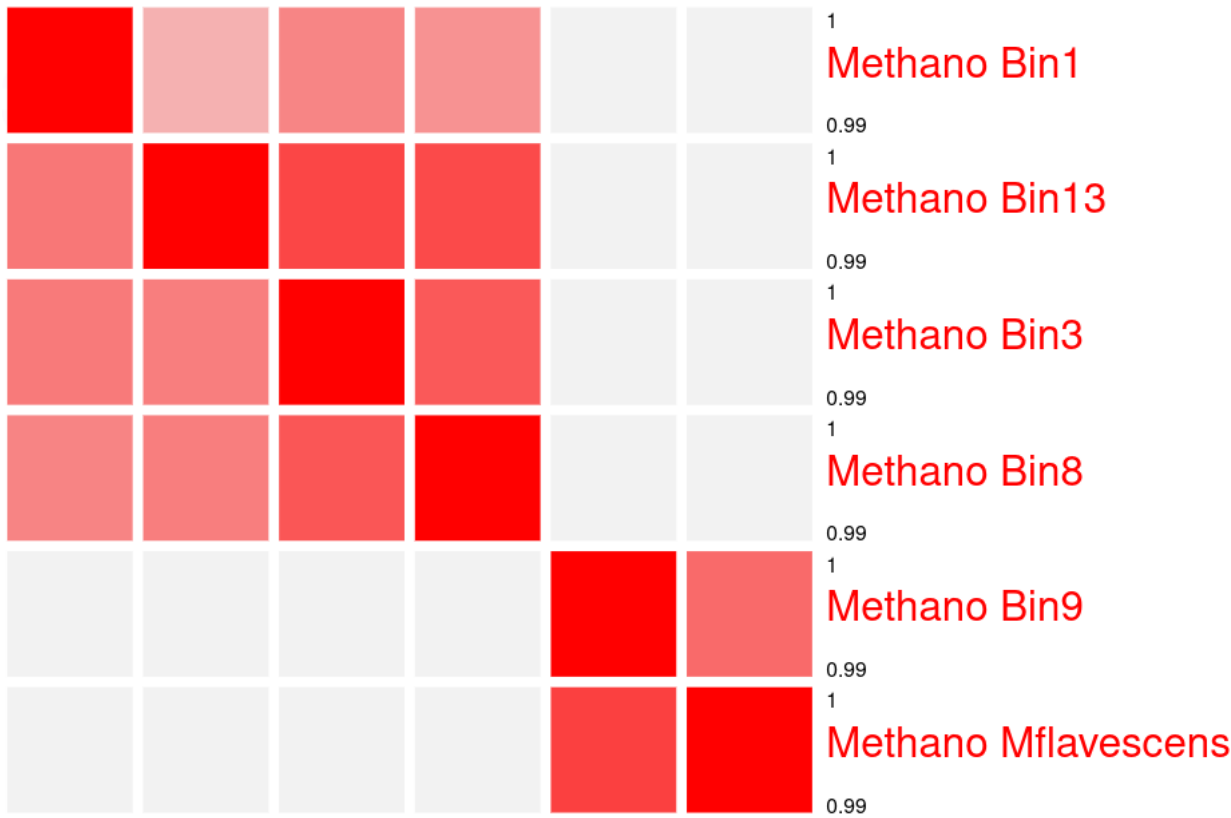 1
Methano Bin1
0.99
1
Methano Bin13
0.99
1
Methano Bin3
0.99
1
Methano Bin8
0.99
1
Methano Bin9
0.99
1
Methano Mflavescens
0.99